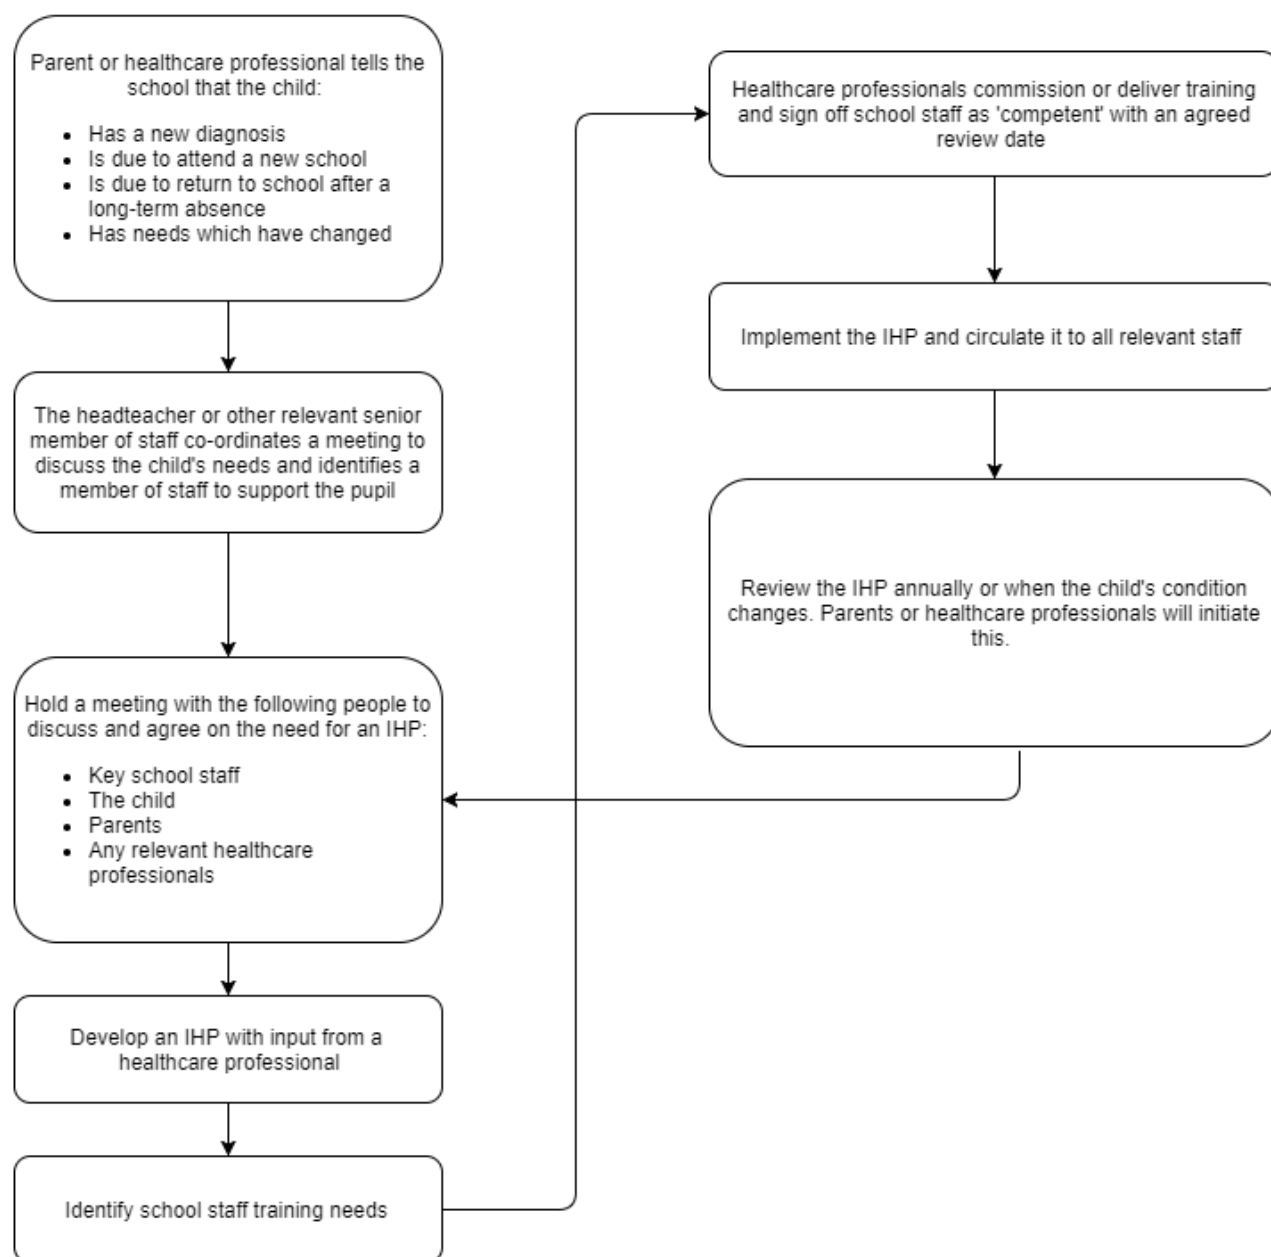 Parent or healthcare professional tells the
school that the child:
• Has a new diagnosis
• Is due to attend a new school
• Is due to return to school after a
long-term absence
• Has needs which have changed
The headteacher or other relevant senior
member of staff co-ordinates a meeting to
discuss the child's needs and identifies a
member of staff to support the pupil
Hold a meeting with the following people to
discuss and agree on the need for an IHP:
• Key school staff
• The child
• Parents
• Any relevant healthcare
professionals
Develop an IHP with input from a
healthcare professional
Identify school staff training needs
Healthcare professionals commission or deliver training
and sign off school staff as 'competent' with an agreed
review date
Implement the IHP and circulate it to all relevant staff
Review the IHP annually or when the child's condition
changes. Parents or healthcare professionals will initiate
this.